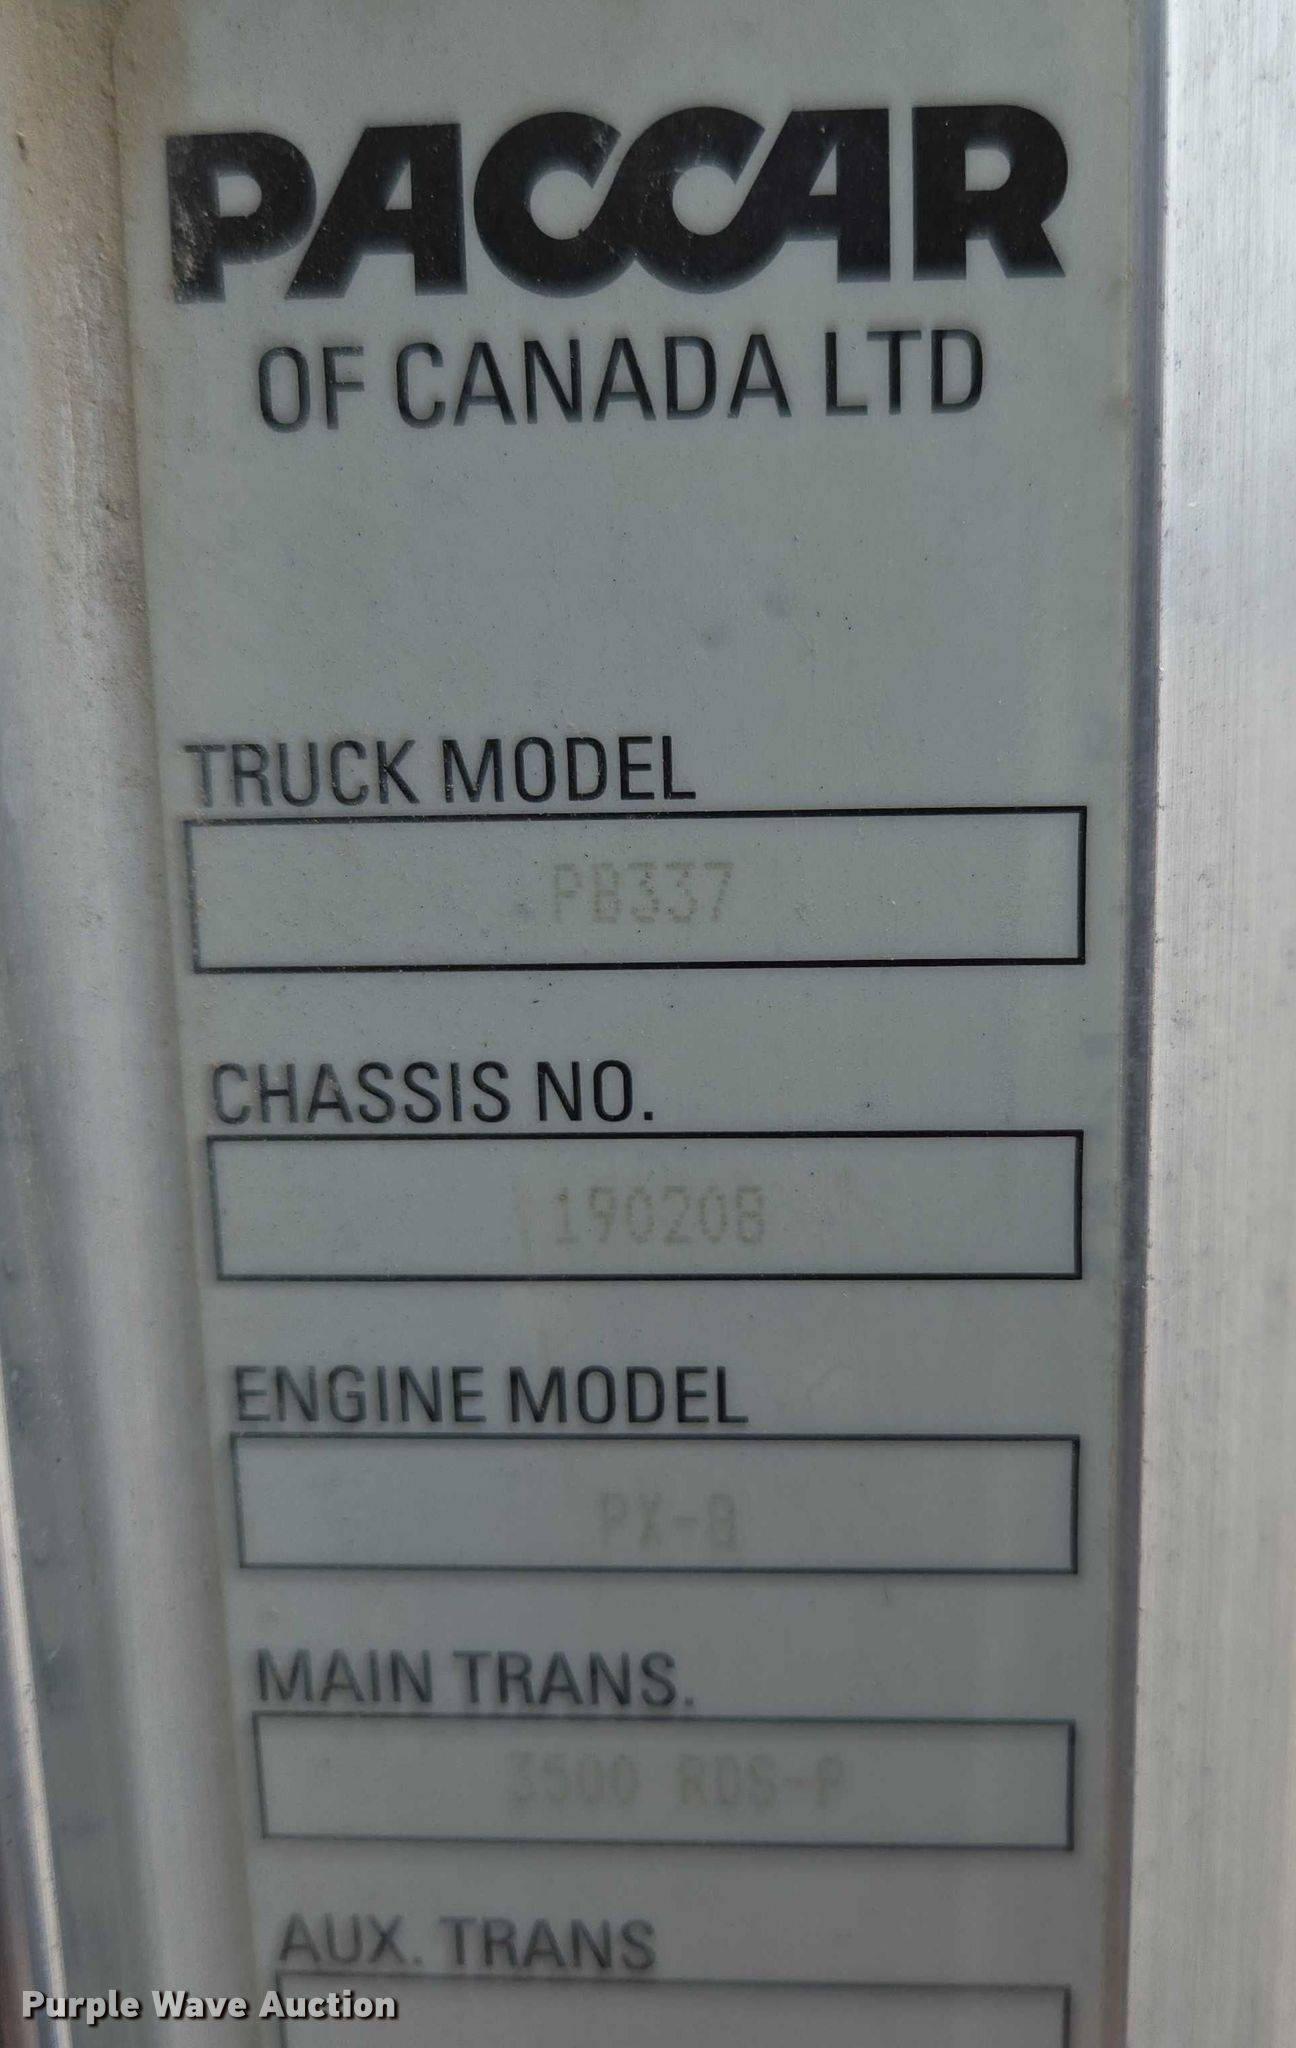 PACCAR
OF CANADA LTD
TRUCK MODEL
PB337
CHASSIS NO.
190208
ENGINE MODEL
PX-8
MAIN TRANS.
3500 RDS-P
AUX. TRANS
Purple Wave Auction